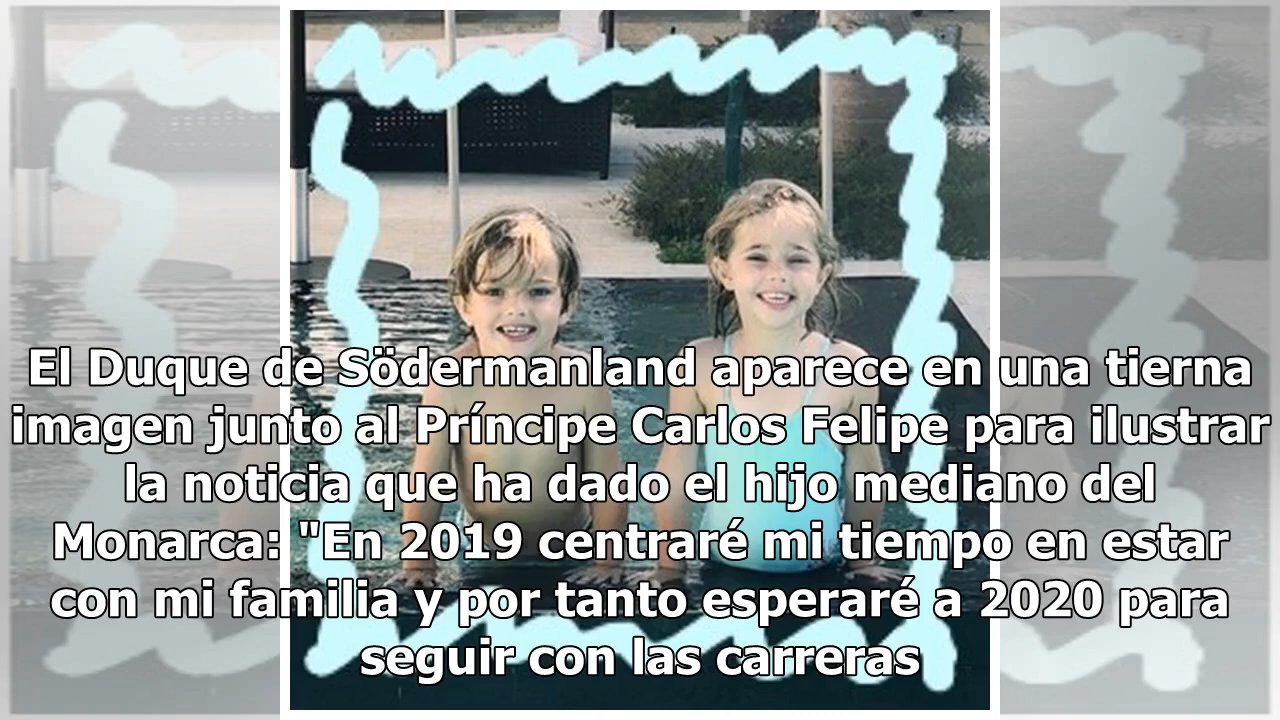 El Duque de Södermanland aparece en una tierna
imagen junto al Príncipe Carlos Felipe para ilustrar
la noticia que ha dado el hijo mediano del
Monarca: "En 2019 centraré mi tiempo en estar
con mi familia y por tanto esperaré a 2020 para
seguir con las carreras